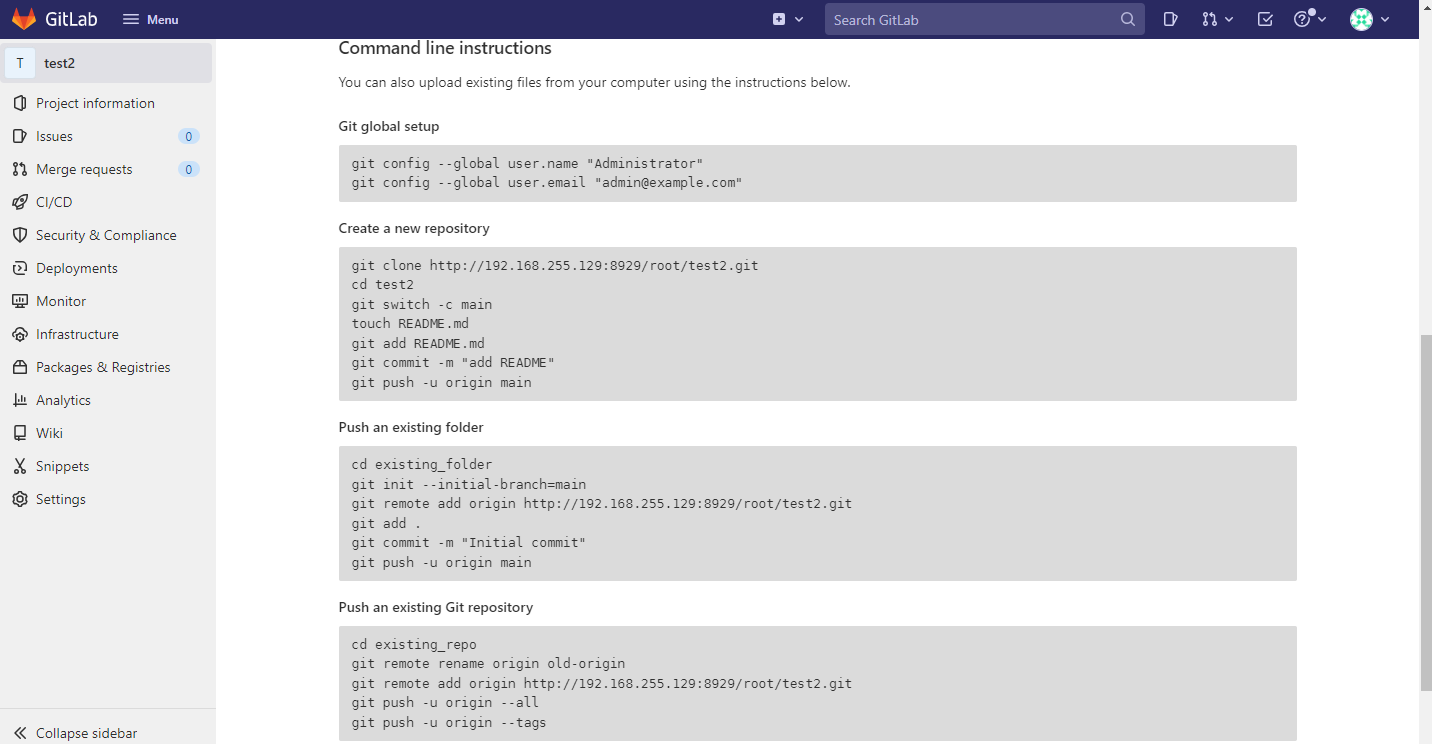 GitLab
Menu
Search GitLab
T
test2
Project information
Issues
0
Merge requests
0
CI/CD
Security & Compliance
Deployments
Monitor
Infrastructure
Packages & Registries
Analytics
Wiki
Snippets
Settings
Collapse sidebar
Command line instructions
You can also upload existing files from your computer using the instructions below.
Git global setup
git config --global user.name "Administrator"
git config --global user.email "admin@example.com"
Create a new repository
git clone http://192.168.255.129:8929/root/test2.git
cd test2
git switch -c main
touch README.md
git add README.md
git commit -m "add README"
git push -u origin main
Push an existing folder
cd existing_folder
git init --initial-branch=main
git remote add origin http://192.168.255.129:8929/root/test2.git
git add .
git commit -m "Initial commit"
git push -u origin main
Push an existing Git repository
cd existing_repo
git remote rename origin old-origin
git remote add origin http://192.168.255.129:8929/root/test2.git
git push -u origin --all
git push -u origin --tags